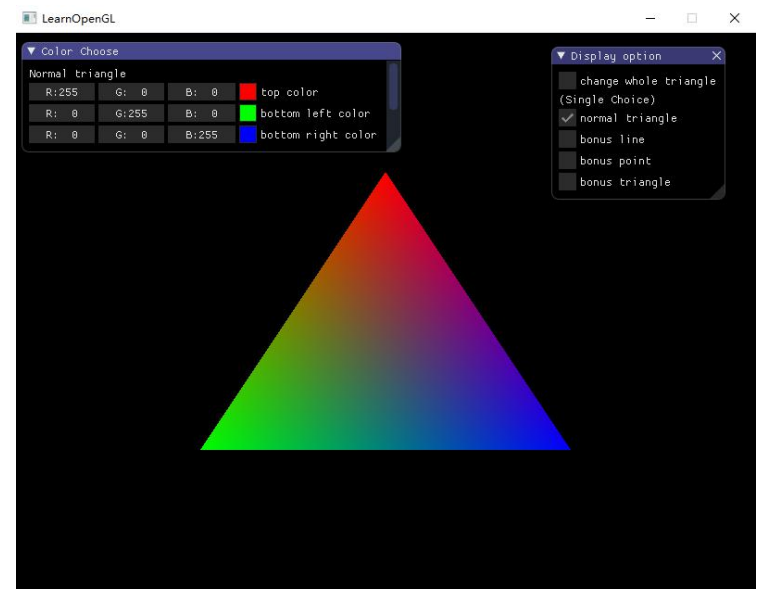 LearnOpenGL
Color Choose
Normal triangle
R:255 G: 0 B: 0 top color
R: 0 G:255 B: 0 bottom left color
R: 0 G: 0 B:255 bottom right color
Display option
change whole triangle
(Single Choice)
normal triangle
bonus line
bonus point
bonus triangle